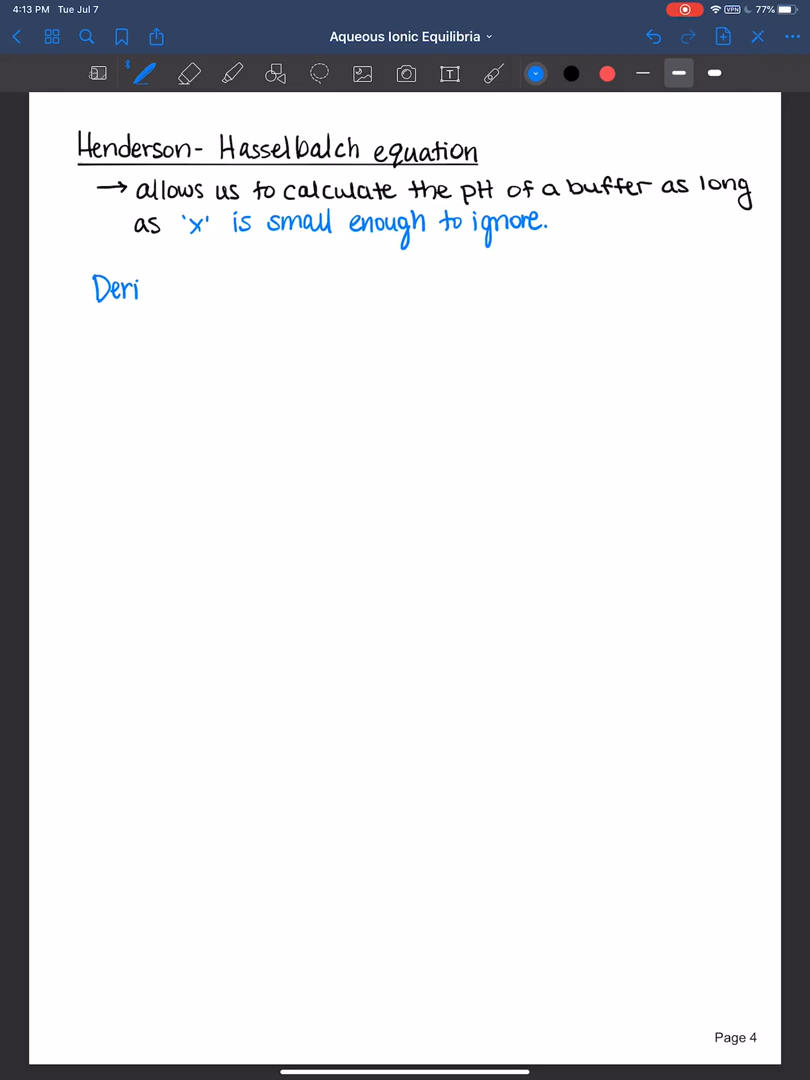 4:13 PM Tue Jul 7
VPN 77%
Aqueous Ionic Equilibria
T
Henderson- Hasselbalch equation
→ allows us to calculate the pH of a buffer as long
as 'x' is small enough to ignore.
Deri
Page 4